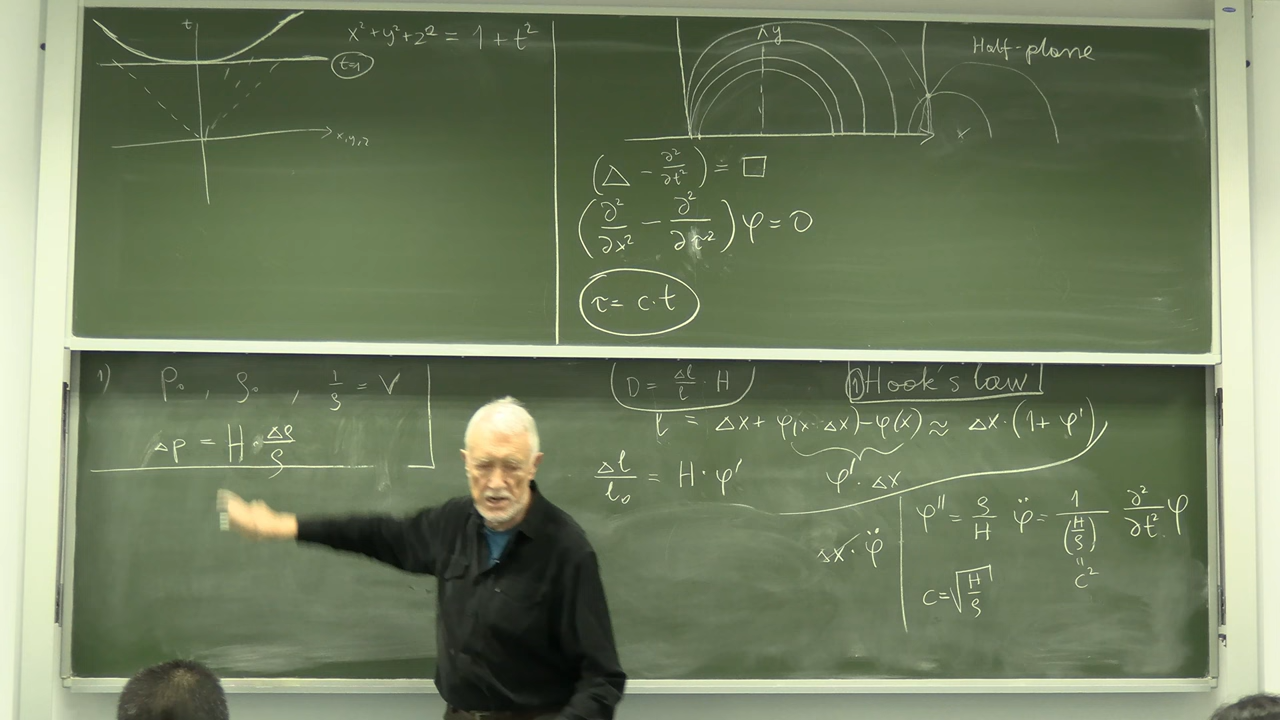 t
x² + y² + z² = 1 + t²
t=1
x,y,z
y
Half-plane
x
(△ - ∂²/∂t²) = □
(∂²/∂x² - ∂²/∂τ²) φ = 0
τ = c·t
1) P₀ , ρ₀ , 1/ρ = V
Δp = H · Δρ/ρ
D = Δl/l · H
1 Hook's law
l = Δx + φ(x Δx) - φ(x) ≈ Δx·(1 + φ')
Δl/l₀ = H · φ'
φ' · Δx
Δx · φ̈
φ'' = ρ/H φ̈ = 1/(H/ρ) ∂²/∂t² φ
" c²
c = √(H/ρ)